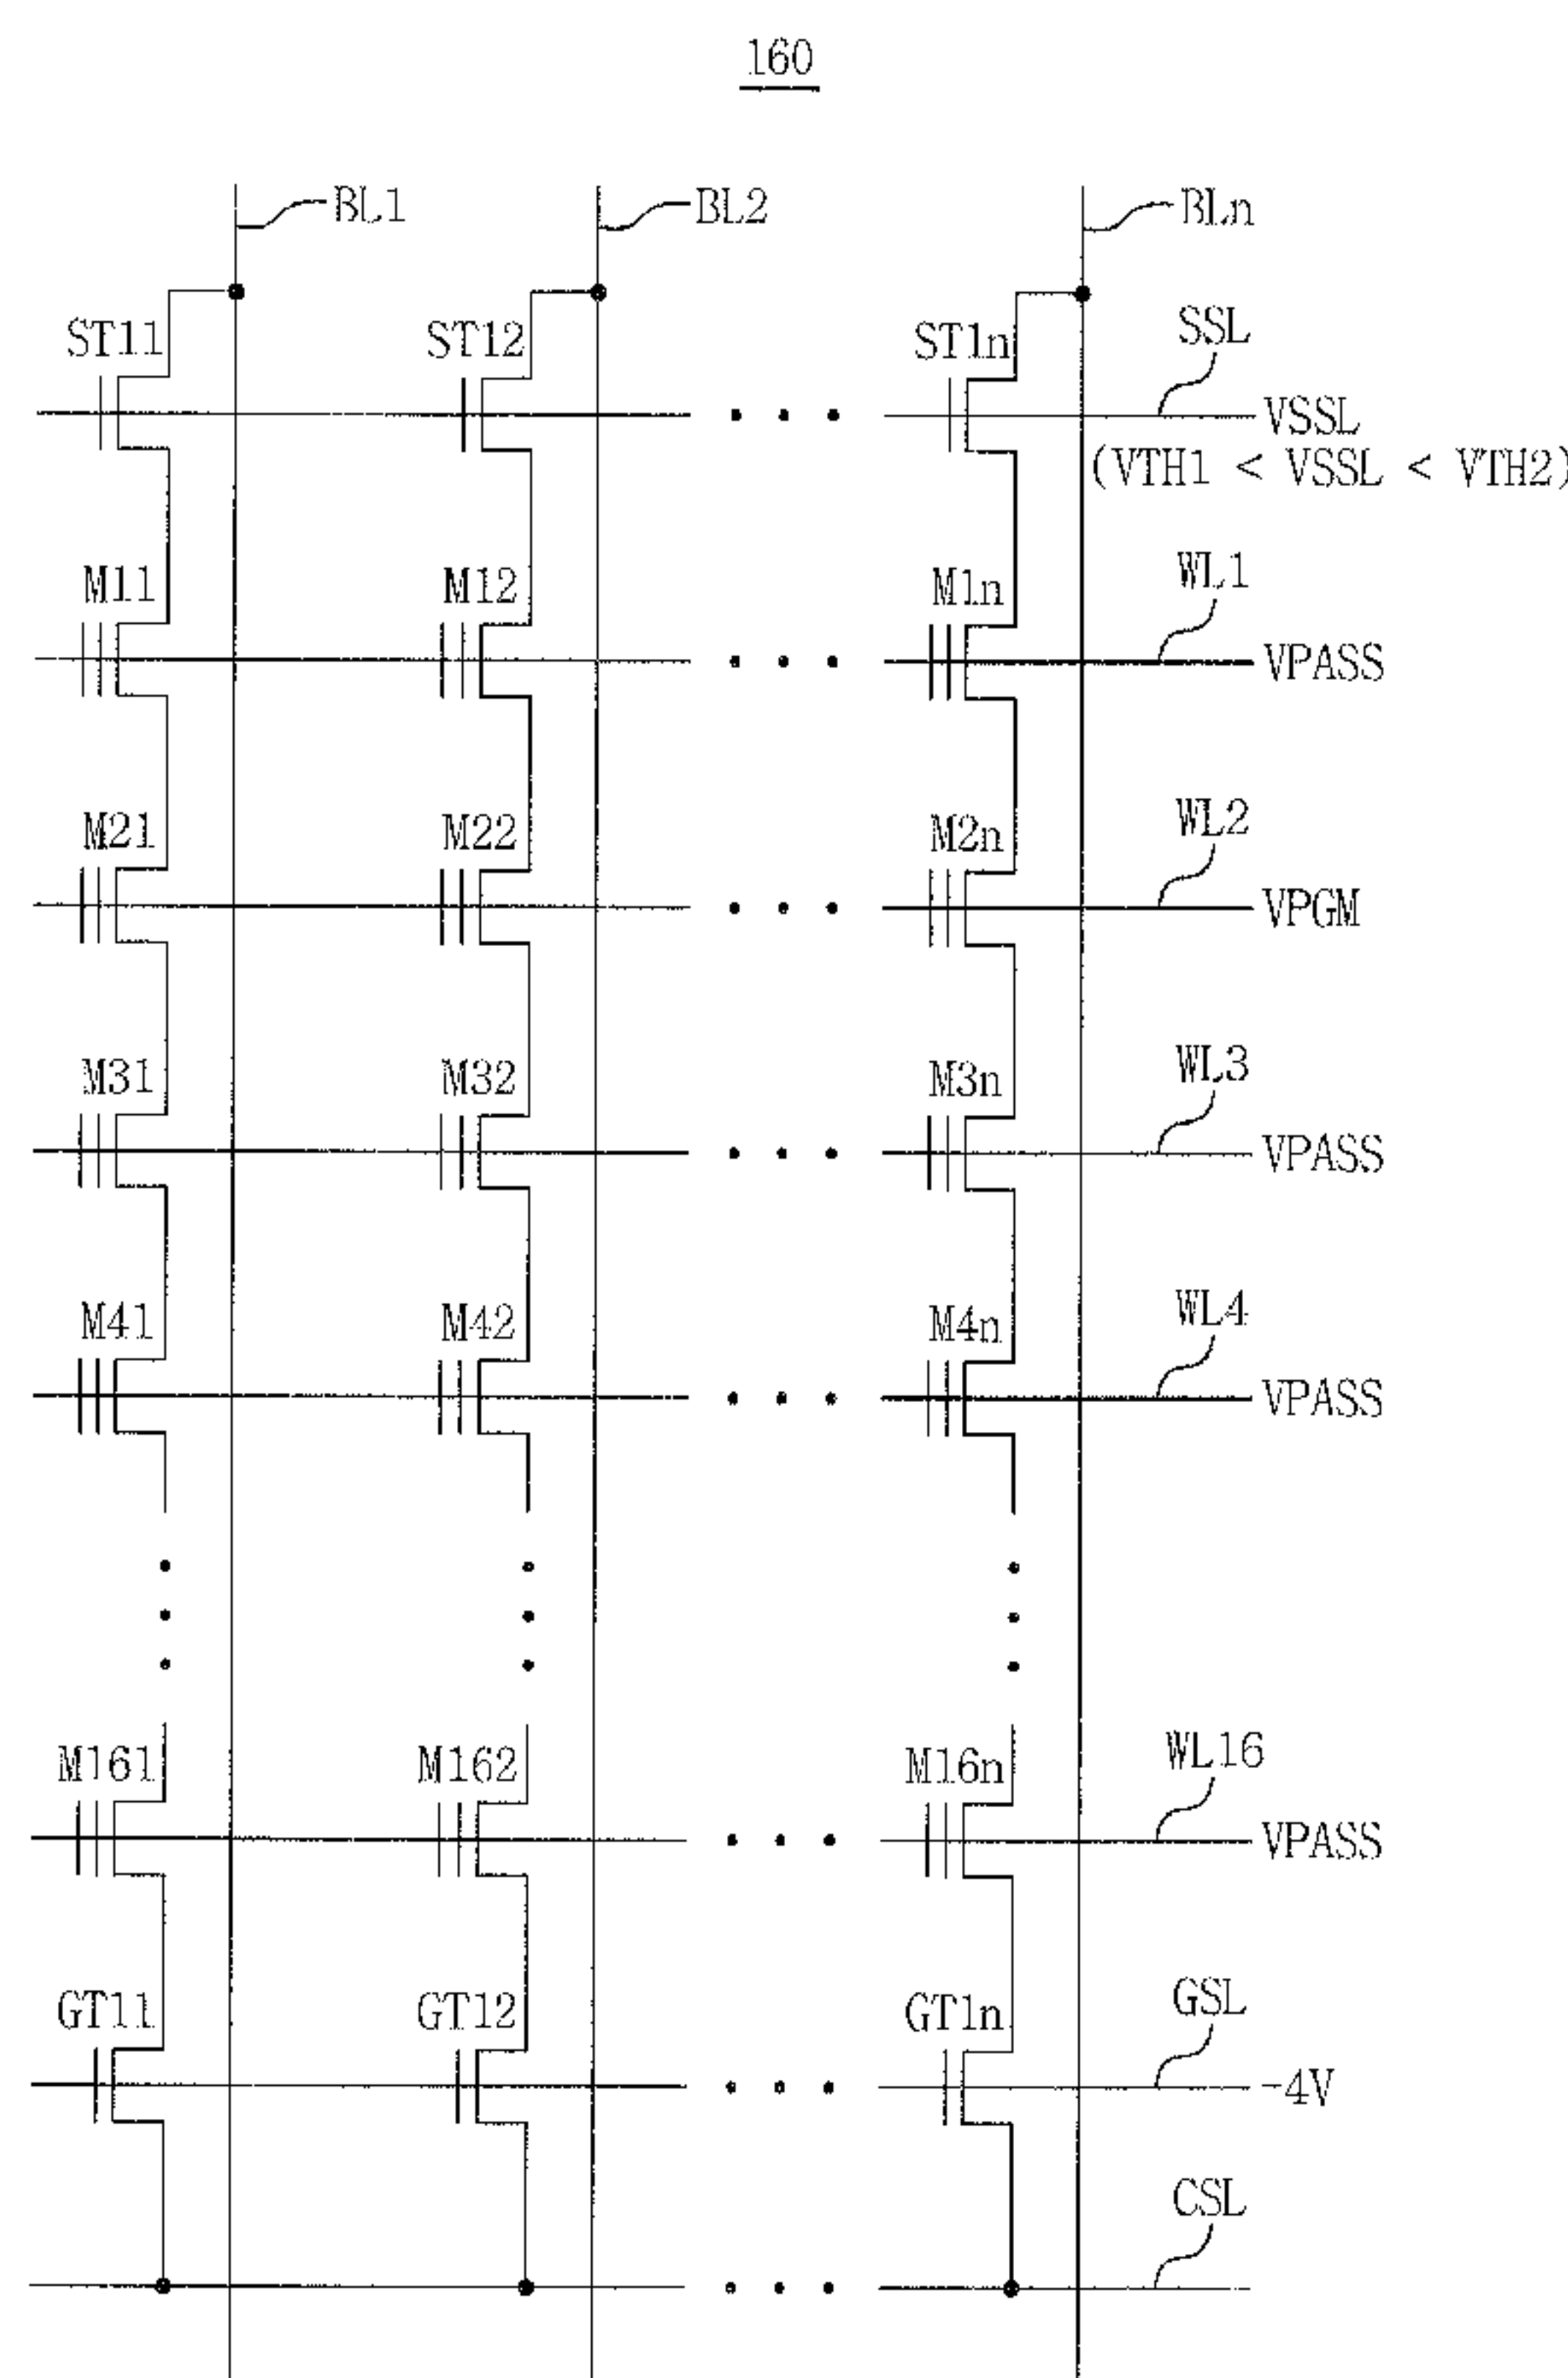 160
BL1 BL2 BLn
ST11 ST12 ST1n SSL
VSSL
(VTH1 < VSSL < VTH2)
M11 M12 M1n WL1
VPASS
M21 M22 M2n WL2
VPGM
M31 M32 M3n WL3
VPASS
M41 M42 M4n WL4
VPASS
M161 M162 M16n WL16
VPASS
GT11 GT12 GT1n GSL
-4V
CSL